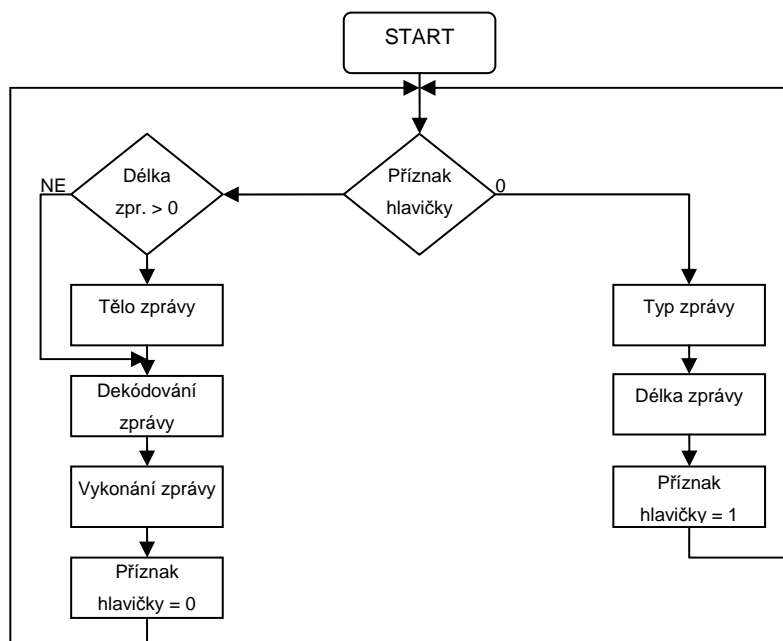 START
Příznak
hlavičky
0
Délka
zpr. > 0
NE
Tělo zprávy
Dekódování
zprávy
Vykonání zprávy
Příznak
hlavičky = 0
Typ zprávy
Délka zprávy
Příznak
hlavičky = 1